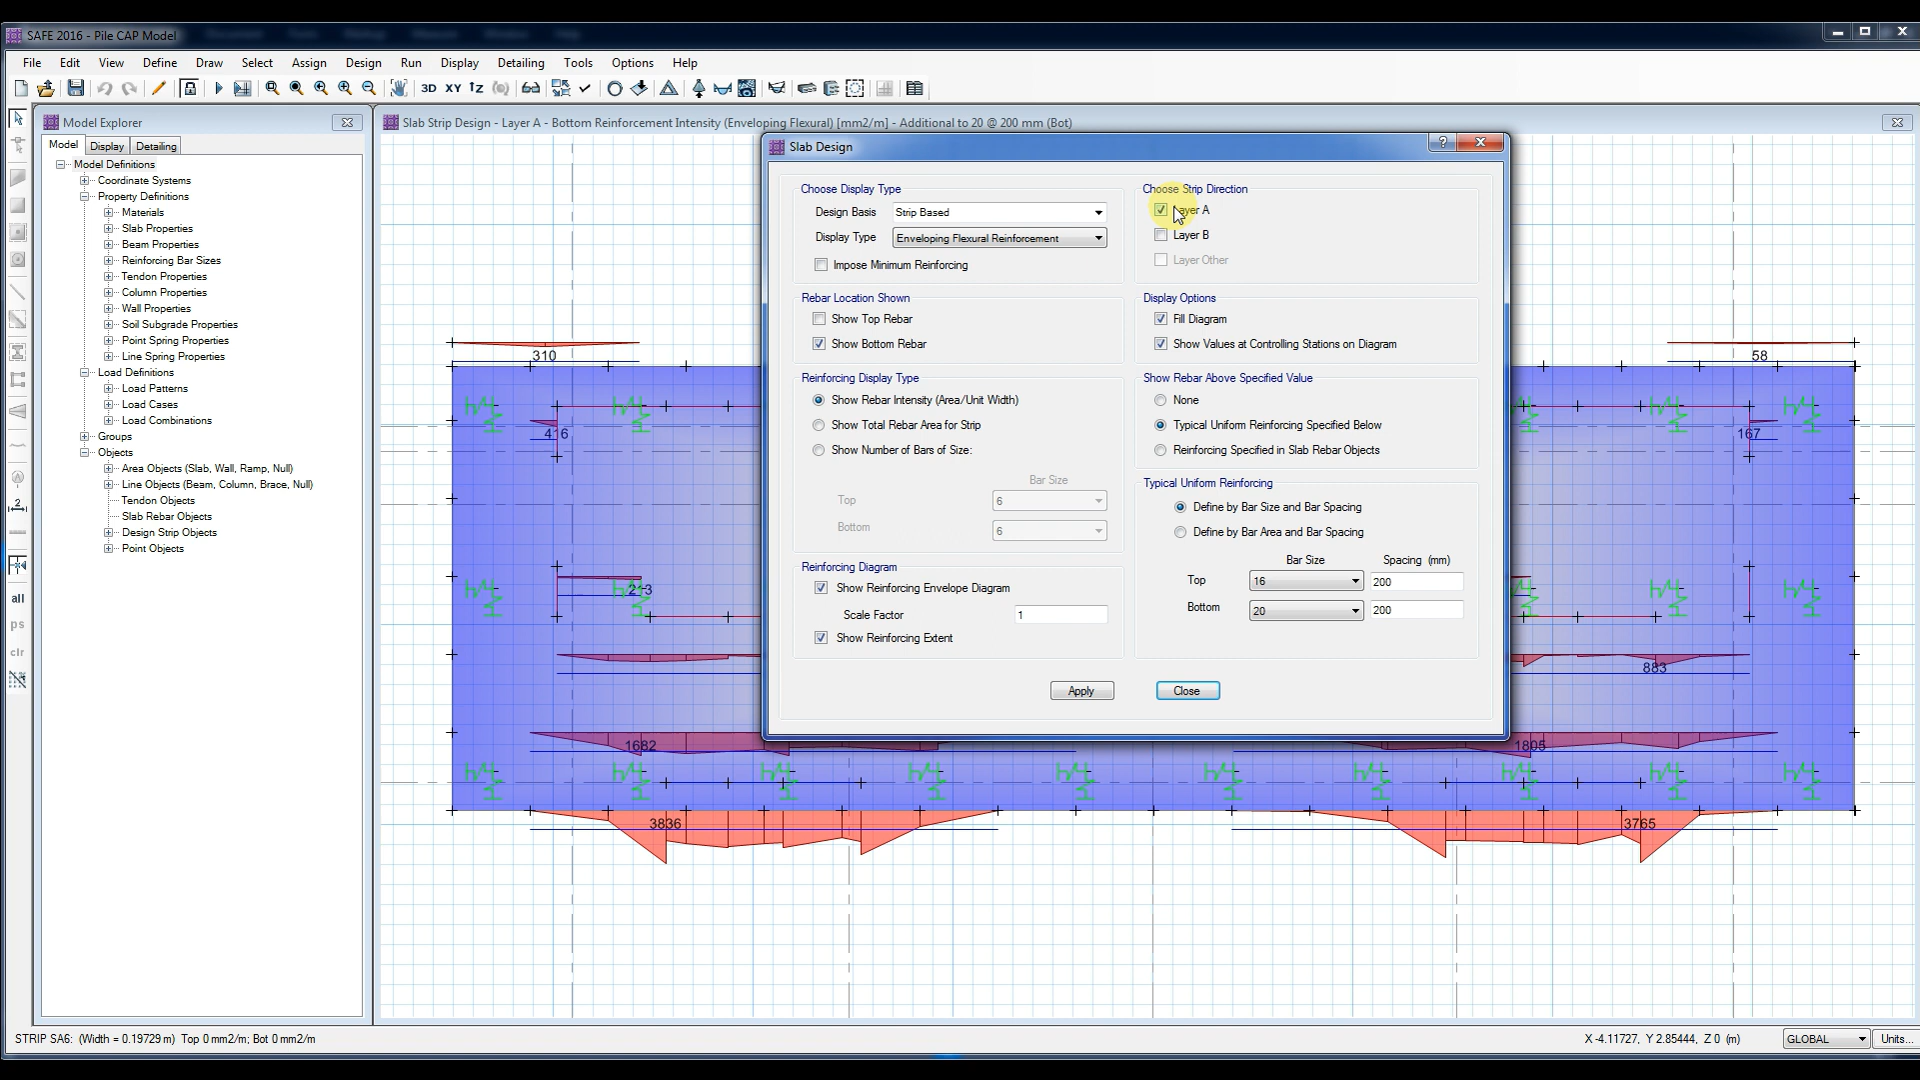 SAFE 2016 - Pile CAP Model
File Edit View Define Draw Select Assign Design Run Display Detailing Tools Options Help
3D XY
Model Explorer
Model Display Detailing
Model Definitions
Coordinate Systems
Property Definitions
Materials
Slab Properties
Beam Properties
Reinforcing Bar Sizes
Tendon Properties
Column Properties
Wall Properties
Soil Subgrade Properties
Point Spring Properties
Line Spring Properties
Load Definitions
Load Patterns
Load Cases
Load Combinations
Groups
Objects
Area Objects (Slab, Wall, Ramp, Null)
Line Objects (Beam, Column, Brace, Null)
Tendon Objects
Slab Rebar Objects
Design Strip Objects
Point Objects
all
ps
clr
Slab Strip Design - Layer A - Bottom Reinforcement Intensity (Enveloping Flexural) [mm2/m] - Additional to 20 @ 200 mm (Bot)
310
416
213
1682
3836
58
167
883
1805
3765
Slab Design
Choose Display Type
Design Basis Strip Based
Display Type Enveloping Flexural Reinforcement
Impose Minimum Reinforcing
Rebar Location Shown
Show Top Rebar
Show Bottom Rebar
Reinforcing Display Type
Show Rebar Intensity (Area/Unit Width)
Show Total Rebar Area for Strip
Show Number of Bars of Size:
Bar Size
Top 6
Bottom 6
Reinforcing Diagram
Show Reinforcing Envelope Diagram
Scale Factor 1
Show Reinforcing Extent
Choose Strip Direction
Layer A
Layer B
Layer Other
Display Options
Fill Diagram
Show Values at Controlling Stations on Diagram
Show Rebar Above Specified Value
None
Typical Uniform Reinforcing Specified Below
Reinforcing Specified in Slab Rebar Objects
Typical Uniform Reinforcing
Define by Bar Size and Bar Spacing
Define by Bar Area and Bar Spacing
Bar Size Spacing (mm)
Top 16 200
Bottom 20 200
Apply Close
STRIP SA6: (Width = 0.19729 m) Top 0 mm2/m; Bot 0 mm2/m
X -4.11727, Y 2.85444, Z 0 (m)
GLOBAL
Units...